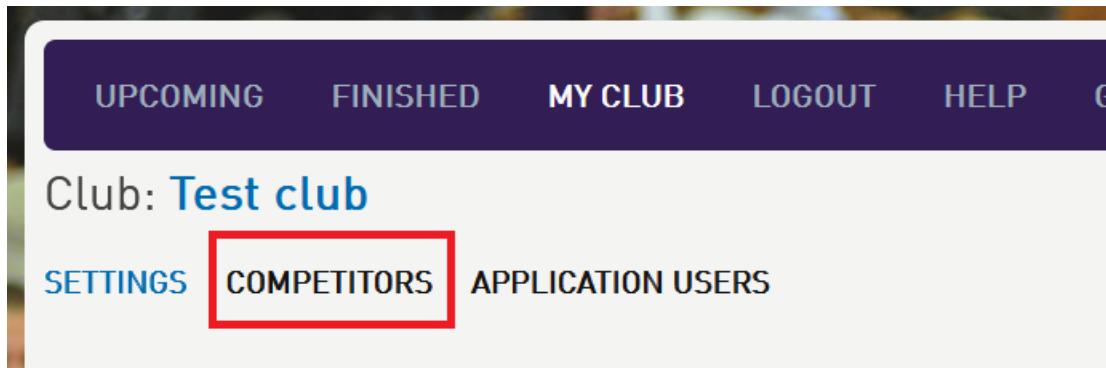 UPCOMING FINISHED MY CLUB LOGOUT HELP
Club: Test club
SETTINGS COMPETITORS APPLICATION USERS